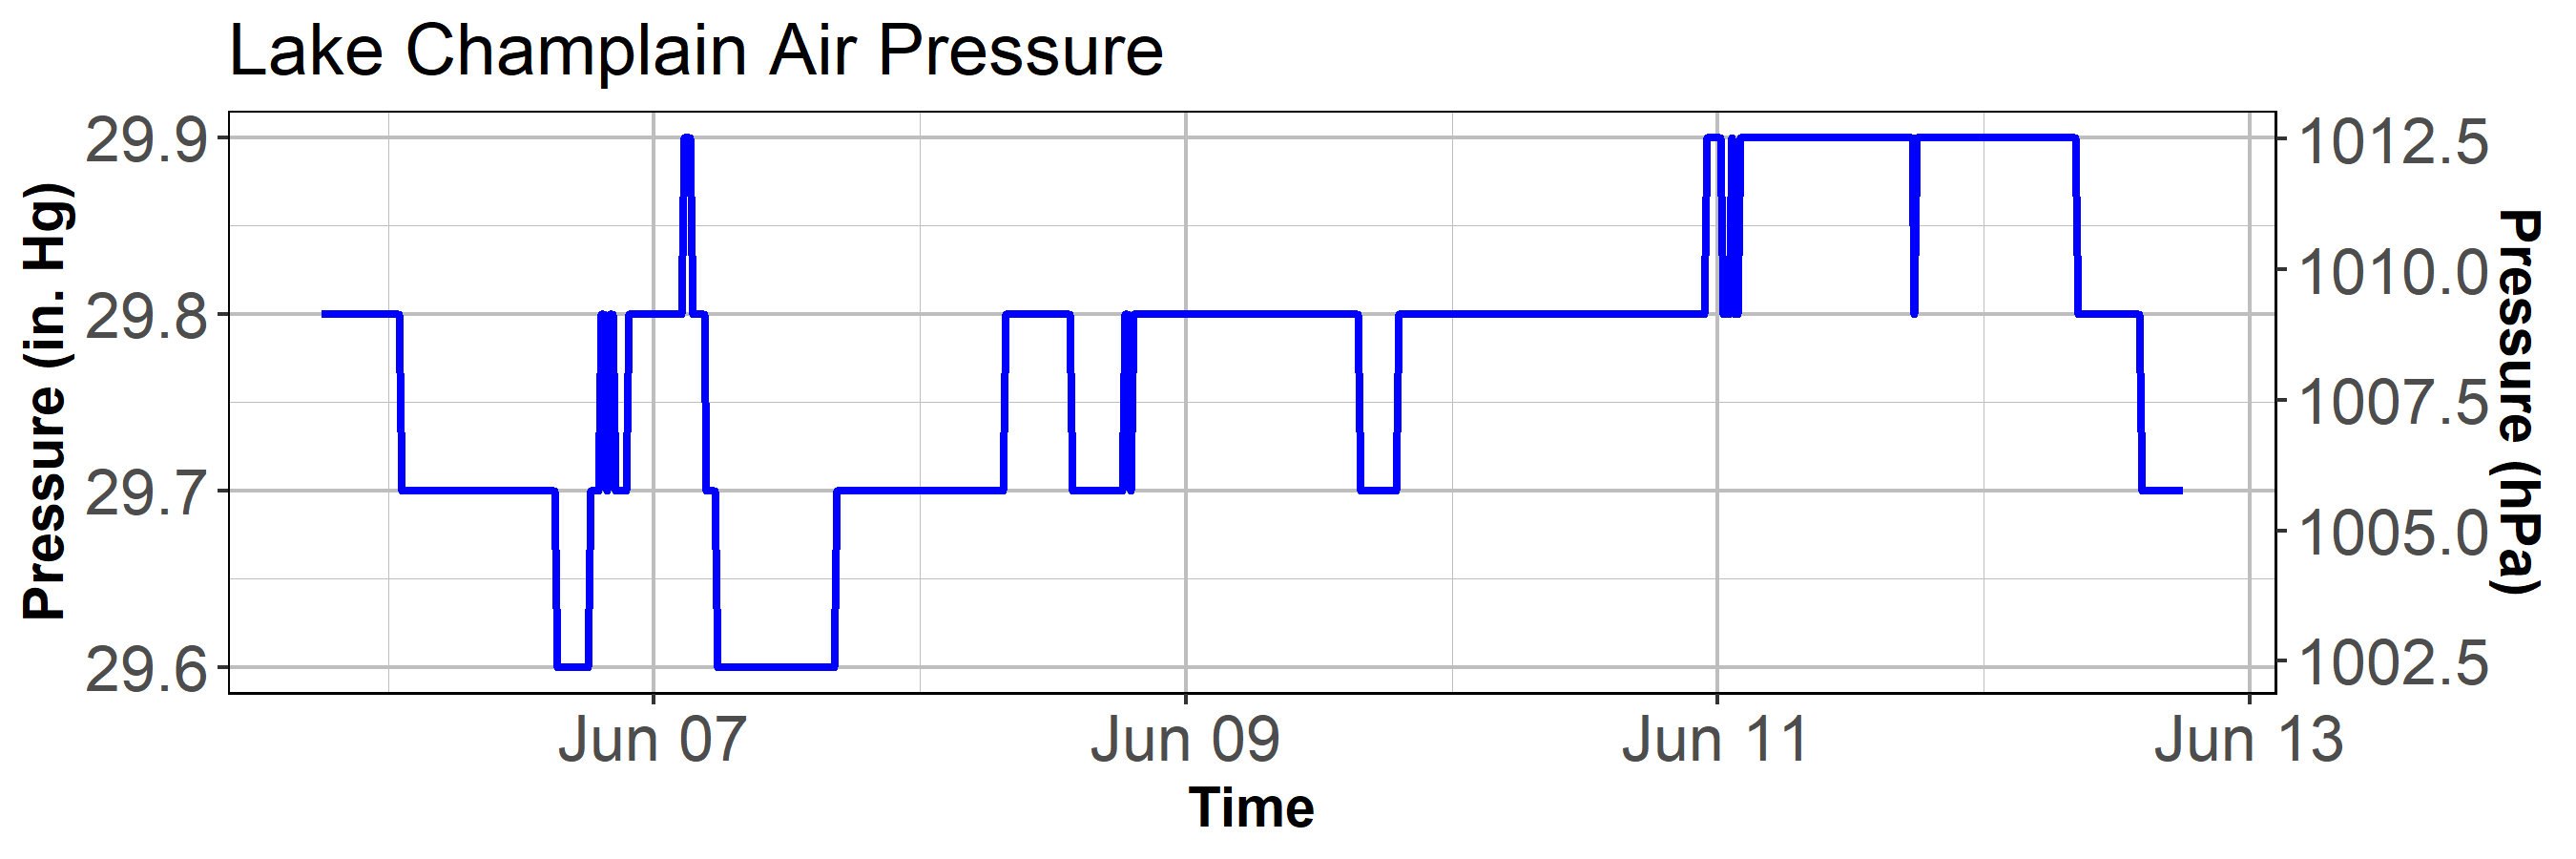 Lake Champlain Air Pressure
Pressure (in. Hg)
29.9
29.8
29.7
29.6
1012.5
1010.0
1007.5
1005.0
1002.5
Pressure (hPa)
Jun 07 Jun 09 Jun 11 Jun 13
Time